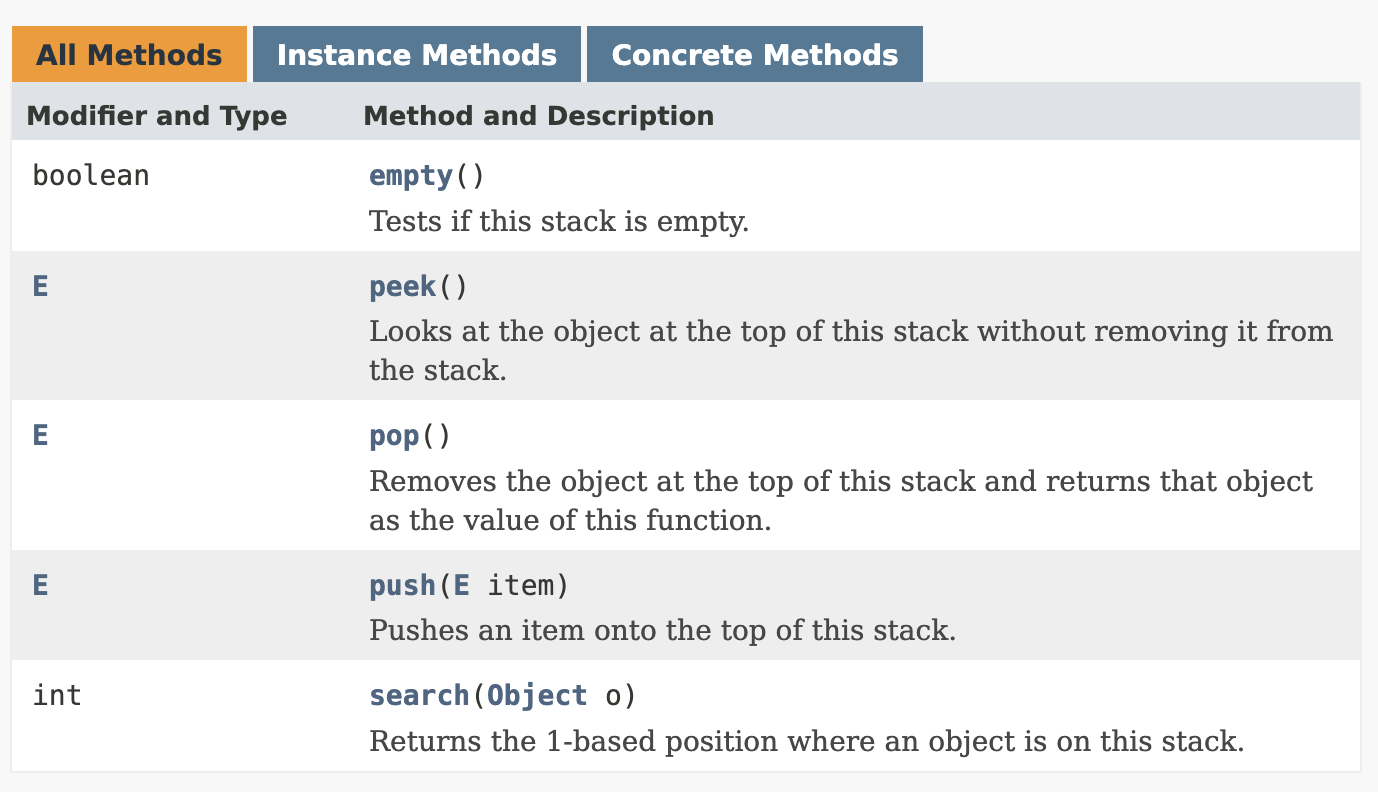 All Methods Instance Methods Concrete Methods
Modifier and Type Method and Description
boolean empty()
Tests if this stack is empty.
E peek()
Looks at the object at the top of this stack without removing it from
the stack.
E pop()
Removes the object at the top of this stack and returns that object
as the value of this function.
E push(E item)
Pushes an item onto the top of this stack.
int search(Object o)
Returns the 1-based position where an object is on this stack.